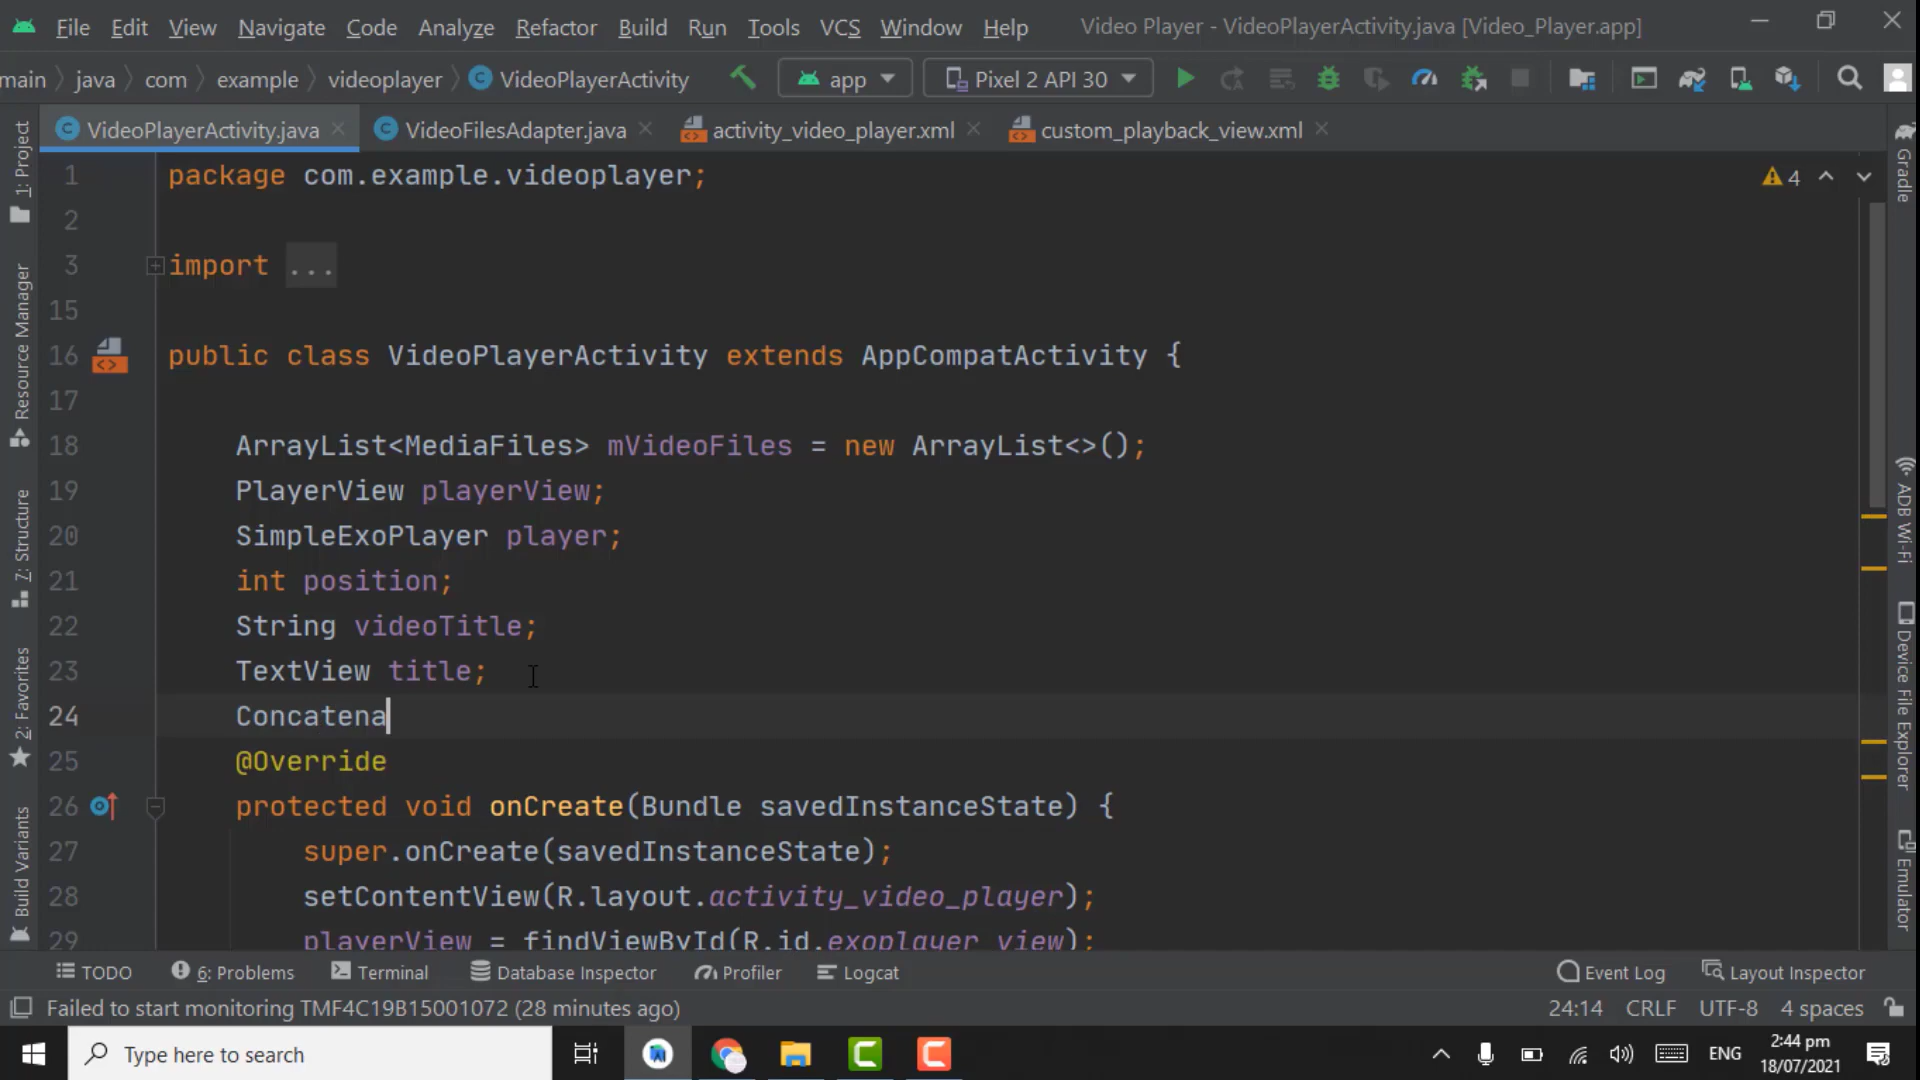 File Edit View Navigate Code Analyze Refactor Build Run Tools VCS Window Help Video Player - VideoPlayerActivity.java [Video_Player.app]
main java com example videoplayer VideoPlayerActivity app Pixel 2 API 30
VideoPlayerActivity.java VideoFilesAdapter.java activity_video_player.xml custom_playback_view.xml
1: Project
Resource Manager
7: Structure
2: Favorites
Build Variants
1 package com.example.videoplayer; 4
2
3 import ...
15
16 public class VideoPlayerActivity extends AppCompatActivity {
17
18 ArrayList<MediaFiles> mVideoFiles = new ArrayList<>();
19 PlayerView playerView;
20 SimpleExoPlayer player;
21 int position;
22 String videoTitle;
23 TextView title;
24 Concatena
25 @Override
26 protected void onCreate(Bundle savedInstanceState) {
27 super.onCreate(savedInstanceState);
28 setContentView(R.layout.activity_video_player);
29 playerView = findViewById(R.id.exoplayer_view);
Gradle
ADB Wi-Fi
Device File Explorer
Emulator
TODO 6: Problems Terminal Database Inspector Profiler Logcat Event Log Layout Inspector
Failed to start monitoring TMF4C19B15001072 (28 minutes ago) 24:14 CRLF UTF-8 4 spaces
Type here to search ENG 2:44 pm
18/07/2021